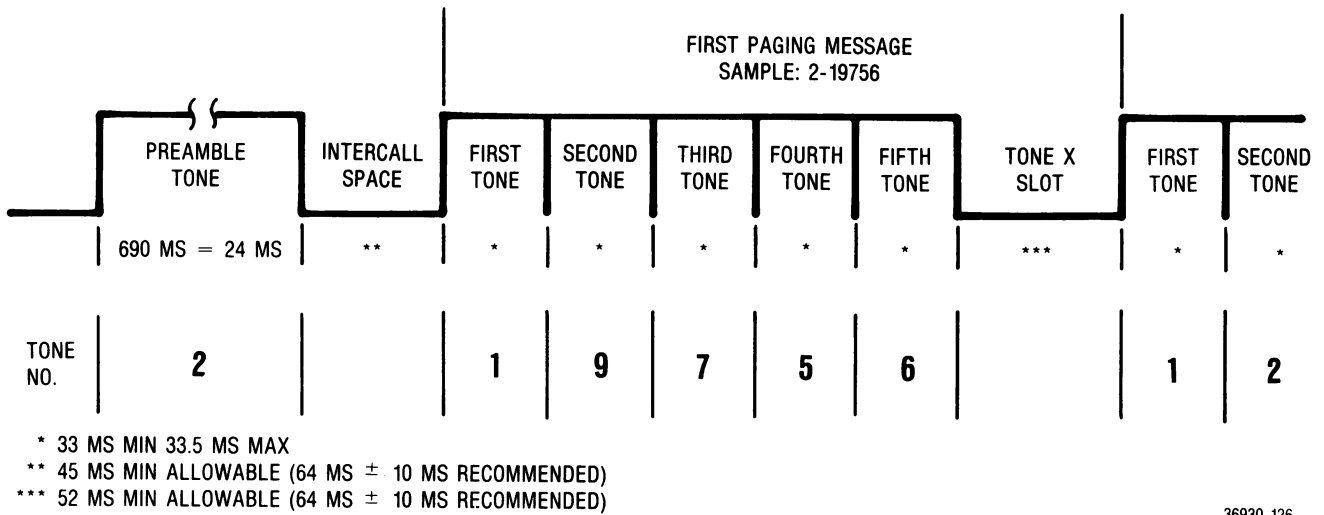 FIRST PAGING MESSAGE
SAMPLE: 2-19756
PREAMBLE TONE
INTERCALL SPACE
FIRST TONE
SECOND TONE
THIRD TONE
FOURTH TONE
FIFTH TONE
TONE X SLOT
FIRST TONE
SECOND TONE
690 MS = 24 MS ** * * * * * *** * *
TONE NO. 2 1 9 7 5 6 1 2
* 33 MS MIN 33.5 MS MAX
** 45 MS MIN ALLOWABLE (64 MS ± 10 MS RECOMMENDED)
*** 52 MS MIN ALLOWABLE (64 MS ± 10 MS RECOMMENDED)